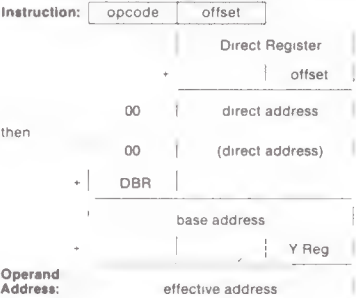 Instruction: opcode offset
Direct Register
+ offset
00 direct address
then
00 (direct address)
+ DBR
base address
+ Y Reg
Operand
Address: effective address